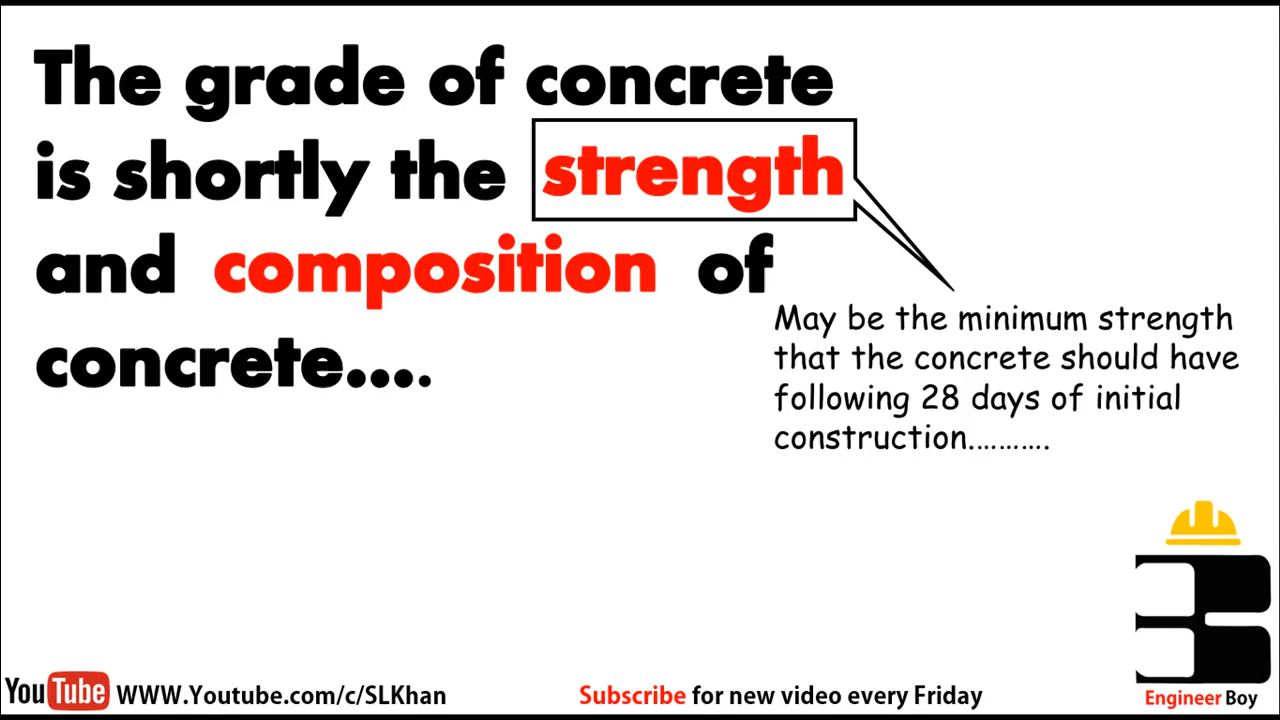 The grade of concrete
is shortly the strength
and composition of
concrete....
May be the minimum strength
that the concrete should have
following 28 days of initial
construction..........
YouTube WWW.Youtube.com/c/SLKhan
Subscribe for new video every Friday
Engineer Boy